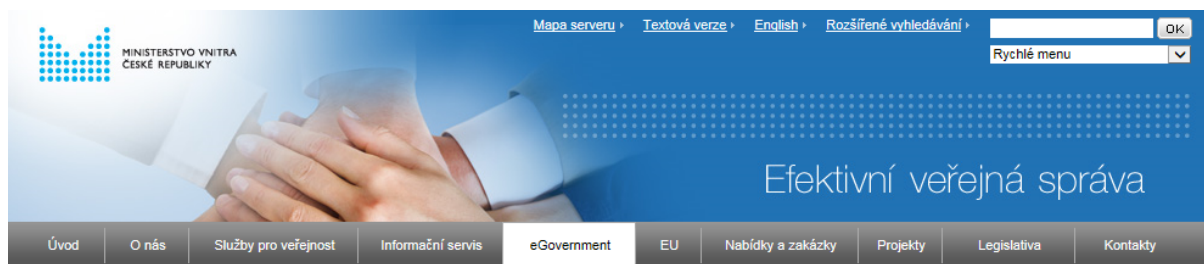 Mapa serveru Textová verze English Rozšířené vyhledávání OK
MINISTERSTVO VNITRA
ČESKÉ REPUBLIKY
Rychlé menu
Efektivní veřejná správa
Úvod O nás Služby pro veřejnost Informační servis eGovernment EU Nabídky a zakázky Projekty Legislativa Kontakty